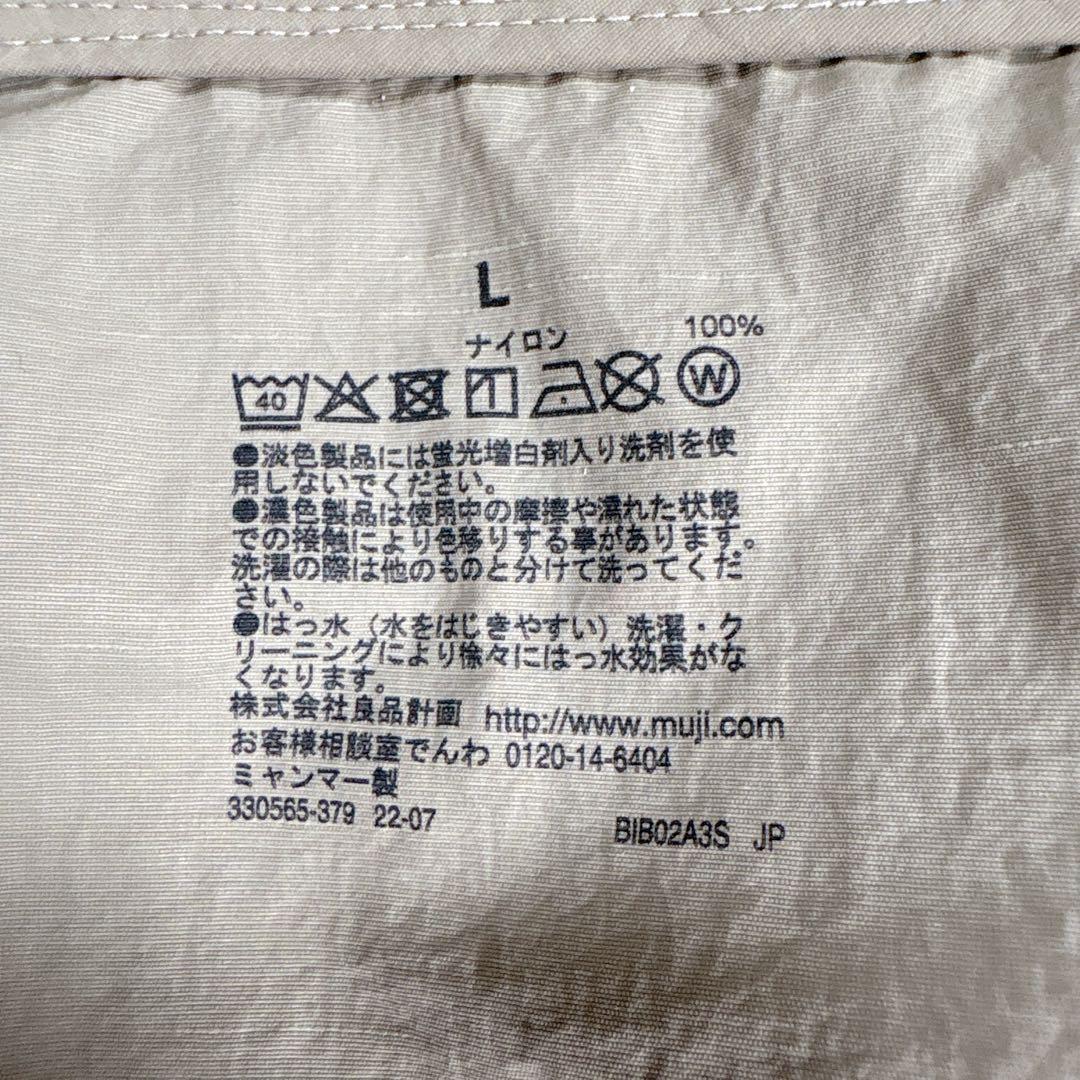 L
ナイロン 100%
40 W
●淡色製品には蛍光増白剤入り洗剤を使
用しないでください。
●濃色製品は使用中の摩擦や濡れた状態
での接触により色移りする事があります。
洗濯の際は他のものと分けて洗ってくだ
さい。
●はっ水（水をはじきやすい）洗濯・ク
リーニングにより徐々にはっ水効果がな
くなります。
株式会社良品計画 http://www.muji.com
お客様相談室でんわ 0120-14-6404
ミャンマー製
330565-379 22-07
BIB02A3S JP